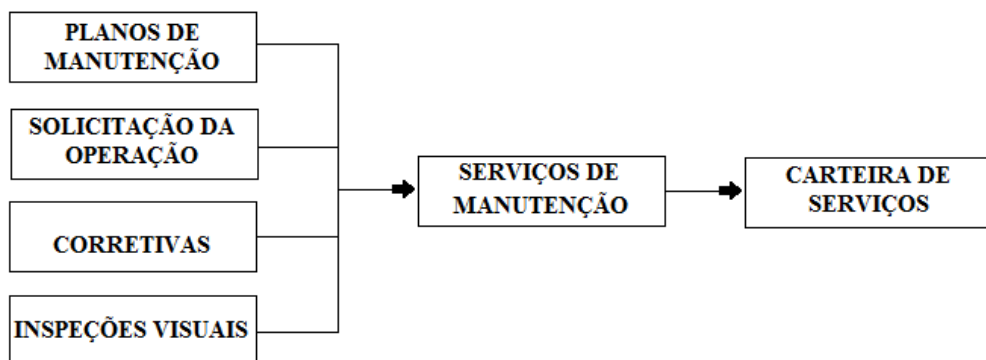 PLANOS DE
MANUTENÇÃO
SOLICITAÇÃO DA
OPERAÇÃO
CORRETIVAS
INSPEÇÕES VISUAIS
SERVIÇOS DE
MANUTENÇÃO
CARTEIRA DE
SERVIÇOS